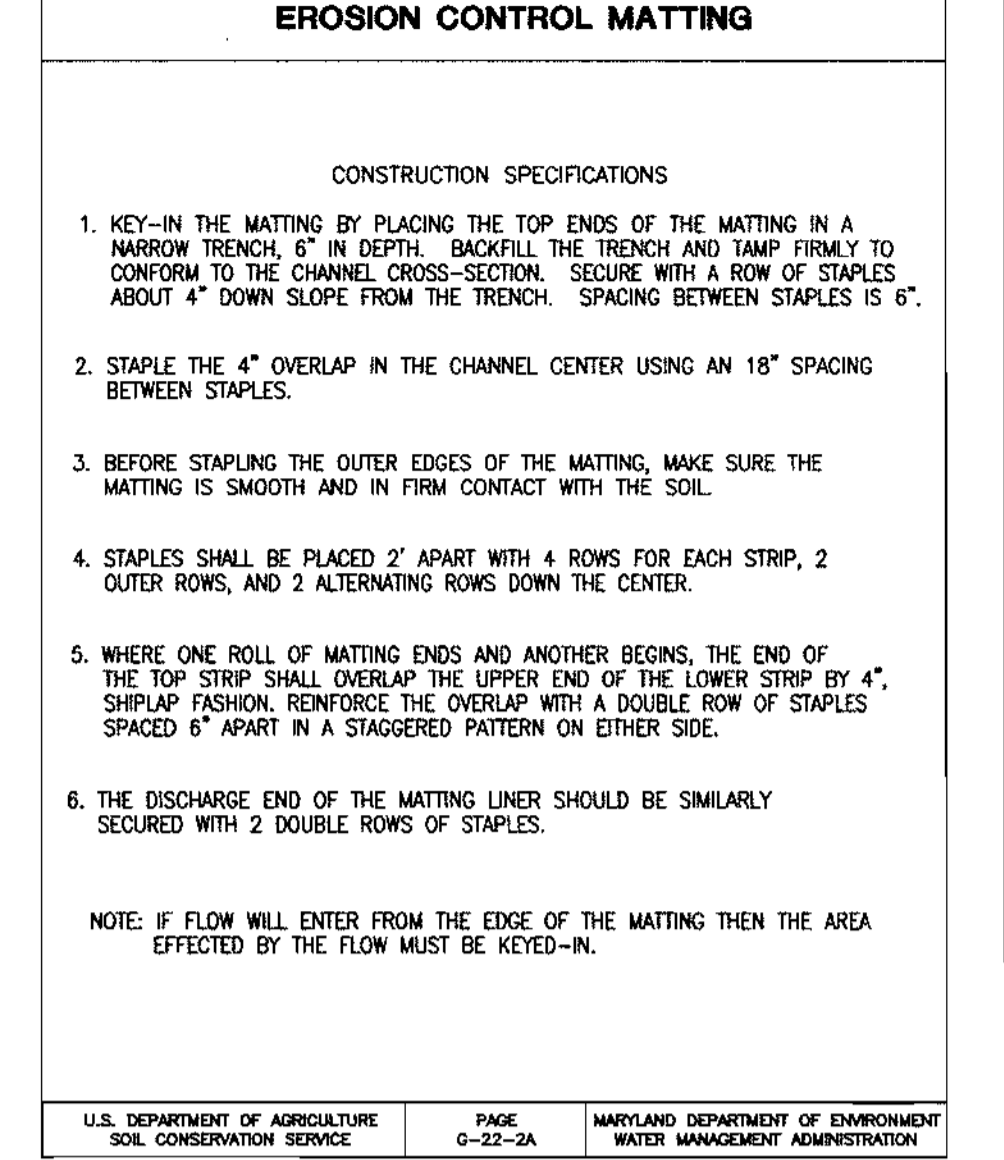 EROSION CONTROL MATTING
CONSTRUCTION SPECIFICATIONS
1. KEY-IN THE MATTING BY PLACING THE TOP ENDS OF THE MATTING IN A
NARROW TRENCH, 6" IN DEPTH. BACKFILL THE TRENCH AND TAMP FIRMLY TO
CONFORM TO THE CHANNEL CROSS-SECTION. SECURE WITH A ROW OF STAPLES
ABOUT 4" DOWN SLOPE FROM THE TRENCH. SPACING BETWEEN STAPLES IS 6".
2. STAPLE THE 4" OVERLAP IN THE CHANNEL CENTER USING AN 18" SPACING
BETWEEN STAPLES.
3. BEFORE STAPLING THE OUTER EDGES OF THE MATTING, MAKE SURE THE
MATTING IS SMOOTH AND IN FIRM CONTACT WITH THE SOIL.
4. STAPLES SHALL BE PLACED 2' APART WITH 4 ROWS FOR EACH STRIP, 2
OUTER ROWS, AND 2 ALTERNATING ROWS DOWN THE CENTER.
5. WHERE ONE ROLL OF MATTING ENDS AND ANOTHER BEGINS, THE END OF
THE TOP STRIP SHALL OVERLAP THE UPPER END OF THE LOWER STRIP BY 4",
SHIPLAP FASHION. REINFORCE THE OVERLAP WITH A DOUBLE ROW OF STAPLES
SPACED 6" APART IN A STAGGERED PATTERN ON EITHER SIDE.
6. THE DISCHARGE END OF THE MATTING LINER SHOULD BE SIMILARLY
SECURED WITH 2 DOUBLE ROWS OF STAPLES.
NOTE: IF FLOW WILL ENTER FROM THE EDGE OF THE MATTING THEN THE AREA
EFFECTED BY THE FLOW MUST BE KEYED-IN.
U.S. DEPARTMENT OF AGRICULTURE
SOIL CONSERVATION SERVICE
PAGE
G-22-2A
MARYLAND DEPARTMENT OF ENVIRONMENT
WATER MANAGEMENT ADMINISTRATION